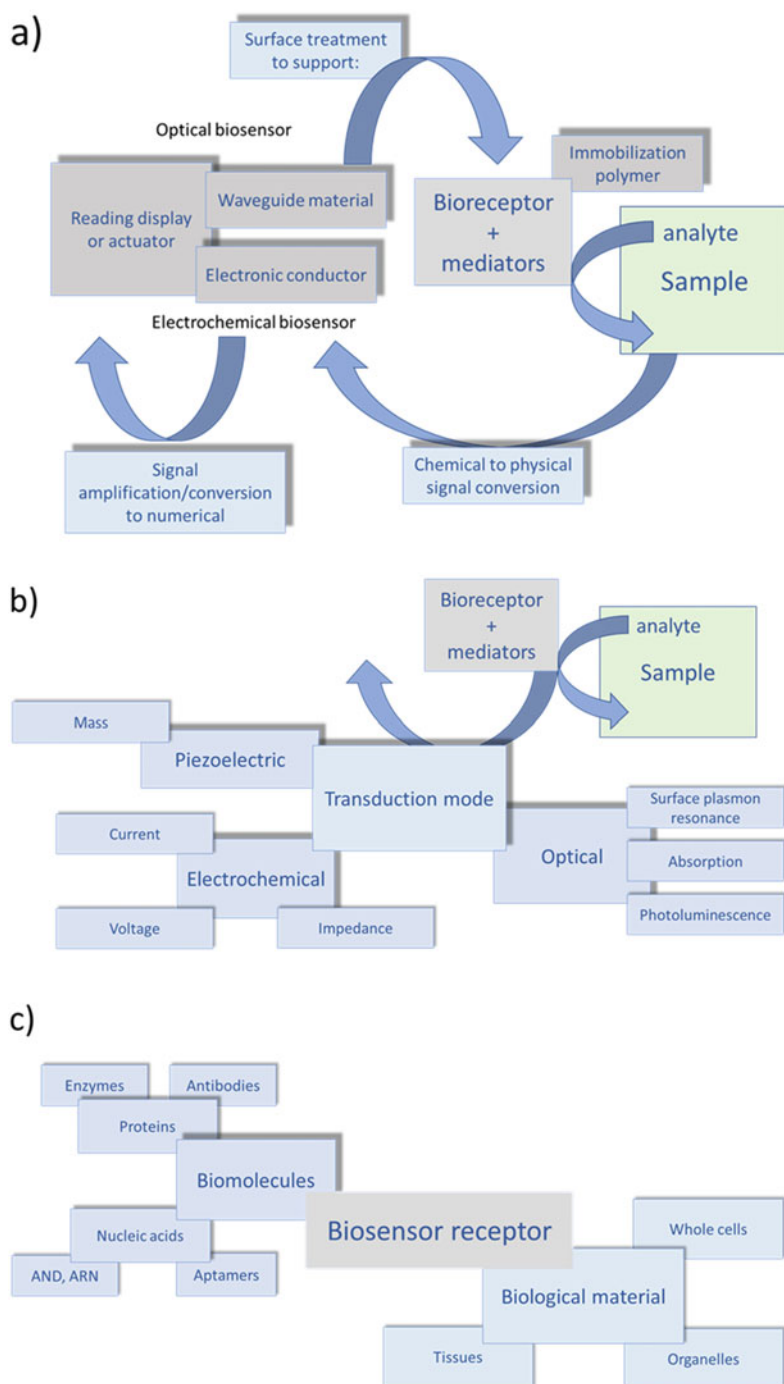 a)
Surface treatment
to support:
Optical biosensor
Immobilization
polymer
Reading display
or actuator
Waveguide material
Electronic conductor
Bioreceptor
+
mediators
analyte
Sample
Electrochemical biosensor
Signal
amplification/conversion
to numerical
Chemical to physical
signal conversion
b)
Bioreceptor
+
mediators
analyte
Sample
Mass
Piezoelectric
Transduction mode
Surface plasmon
resonance
Current
Optical
Absorption
Electrochemical
Voltage
Impedance
Photoluminescence
c)
Enzymes
Antibodies
Proteins
Biomolecules
Biosensor receptor
Nucleic acids
Whole cells
AND, ARN
Aptamers
Biological material
Tissues
Organelles